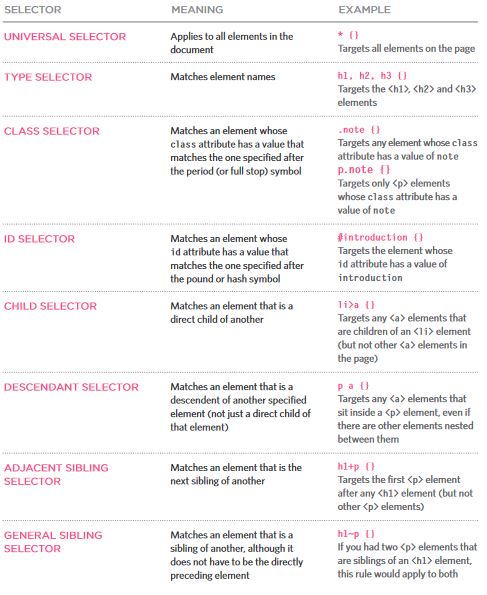 SELECTOR MEANING EXAMPLE
UNIVERSAL SELECTOR Applies to all elements in the * {}
document Targets all elements on the page
TYPE SELECTOR Matches element names h1, h2, h3 {}
Targets the <h1>, <h2> and <h3>
elements
CLASS SELECTOR Matches an element whose .note {}
class attribute has a value that Targets any element whose class
matches the one specified after attribute has a value of note
the period (or full stop) symbol p.note {}
Targets only <p> elements
whose class attribute has a
value of note
ID SELECTOR Matches an element whose #introduction {}
id attribute has a value that Targets the element whose
matches the one specified after id attribute has a value of
the pound or hash symbol introduction
CHILD SELECTOR Matches an element that is a li>a {}
direct child of another Targets any <a> elements that
are children of an <li> element
(but not other <a> elements in
the page)
DESCENDANT SELECTOR Matches an element that is a p a {}
descendent of another specified Targets any <a> elements that
element (not just a direct child of sit inside a <p> element, even if
that element) there are other elements nested
between them
ADJACENT SIBLING Matches an element that is the h1+p {}
SELECTOR next sibling of another Targets the first <p> element
after any <h1> element (but not
other <p> elements)
GENERAL SIBLING Matches an element that is a h1~p {}
SELECTOR sibling of another, although it If you had two <p> elements that
does not have to be the directly are siblings of an <h1> element,
preceding element this rule would apply to both